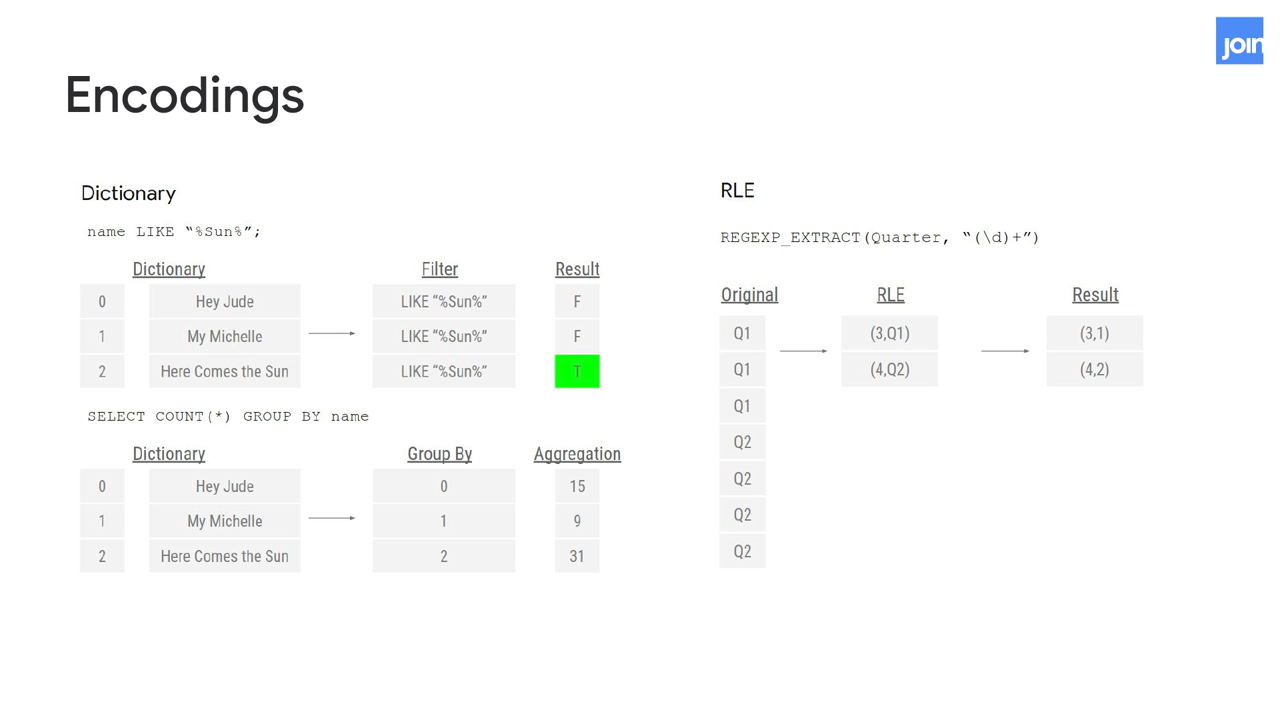 join
Encodings
Dictionary
name LIKE “%Sun%”;
Dictionary Filter Result
0 Hey Jude LIKE “%Sun%” F
1 My Michelle LIKE “%Sun%” F
2 Here Comes the Sun LIKE “%Sun%” T
SELECT COUNT(*) GROUP BY name
Dictionary Group By Aggregation
0 Hey Jude 0 15
1 My Michelle 1 9
2 Here Comes the Sun 2 31
RLE
REGEXP_EXTRACT(Quarter, “(\d)+”)
Original RLE Result
Q1 (3,Q1) (3,1)
Q1 (4,Q2) (4,2)
Q1
Q2
Q2
Q2
Q2